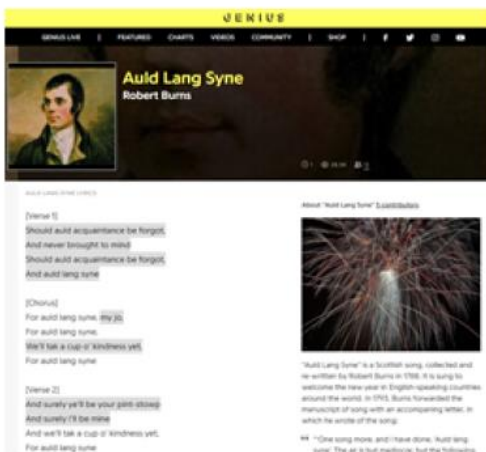 GENIUS
GENIUS LIVE | FEATURED CHARTS VIDEOS COMMUNITY | SHOP |
Auld Lang Syne
Robert Burns
AULD LANG SYNE LYRICS
[Verse 1]
Should auld acquaintance be forgot,
And never brought to mind
Should auld acquaintance be forgot,
And auld lang syne
[Chorus]
For auld lang syne, my jo,
For auld lang syne,
We'll tak a cup o' kindness yet,
For auld lang syne
[Verse 2]
And surely ye'll be your pint-stowp
And surely I'll be mine
And we'll tak a cup o' kindness yet,
For auld lang syne
About "Auld Lang Syne" 5 contributors
"Auld Lang Syne" is a Scottish song, collected and
re-written by Robert Burns in 1788. It is sung to
welcome the new year in English-speaking countries
around the world. In 1793, Burns forwarded the
manuscript of song with an accompanying letter, in
which he wrote of the song:
"One song more, and I have done. Auld lang
syne. The air is but mediocre; but the following